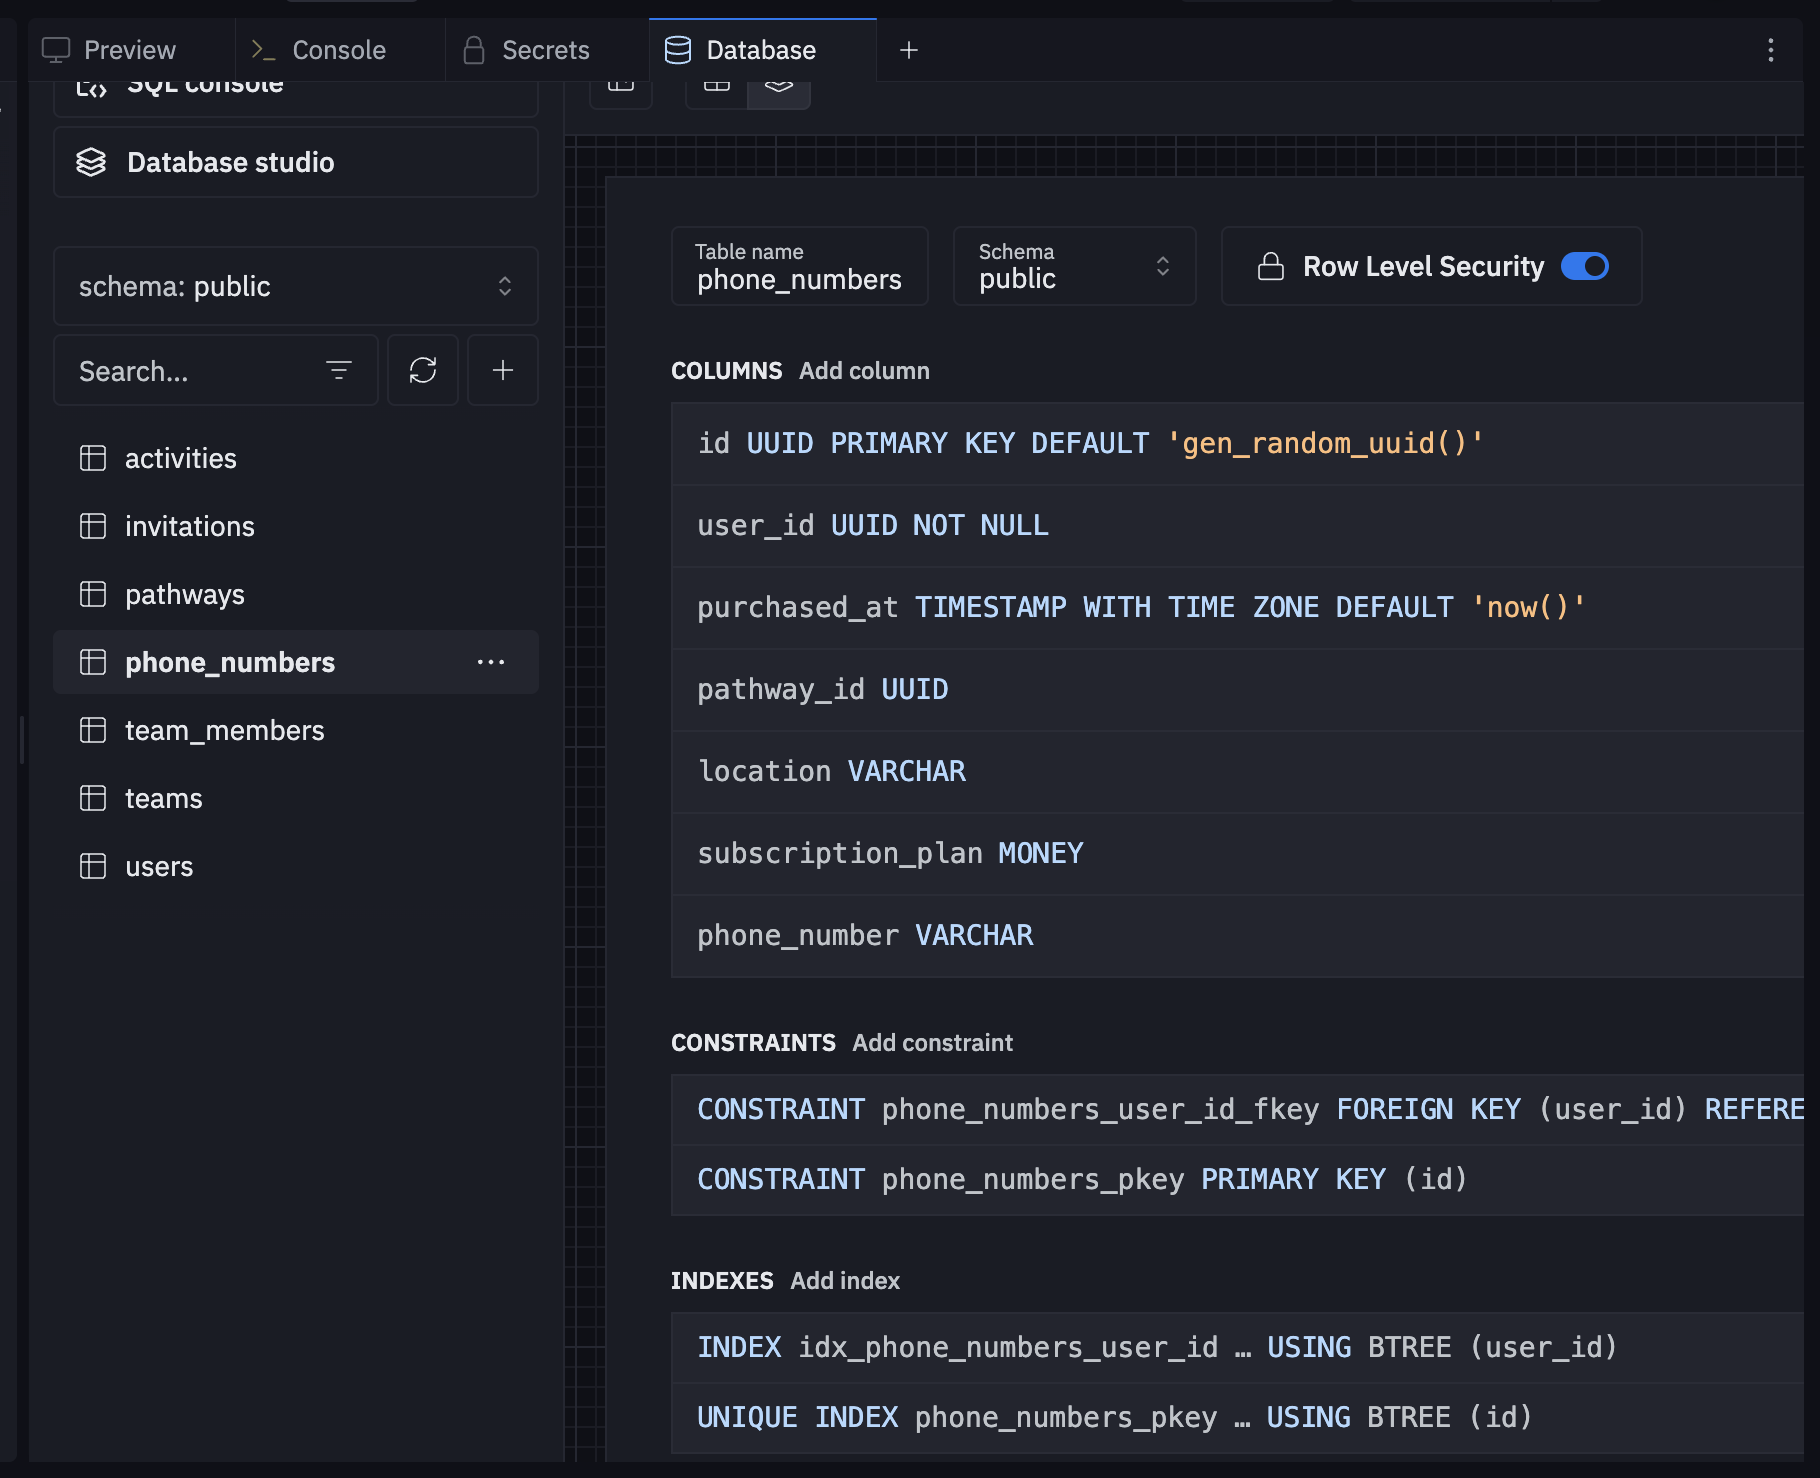 Preview
Console
Secrets
Database
SQL console
Database studio
schema: public
Search...
activities
invitations
pathways
phone_numbers
team_members
teams
users
Table name
phone_numbers
Schema
public
Row Level Security
COLUMNS Add column
id UUID PRIMARY KEY DEFAULT 'gen_random_uuid()'
user_id UUID NOT NULL
purchased_at TIMESTAMP WITH TIME ZONE DEFAULT 'now()'
pathway_id UUID
location VARCHAR
subscription_plan MONEY
phone_number VARCHAR
CONSTRAINTS Add constraint
CONSTRAINT phone_numbers_user_id_fkey FOREIGN KEY (user_id) REFERE
CONSTRAINT phone_numbers_pkey PRIMARY KEY (id)
INDEXES Add index
INDEX idx_phone_numbers_user_id … USING BTREE (user_id)
UNIQUE INDEX phone_numbers_pkey … USING BTREE (id)